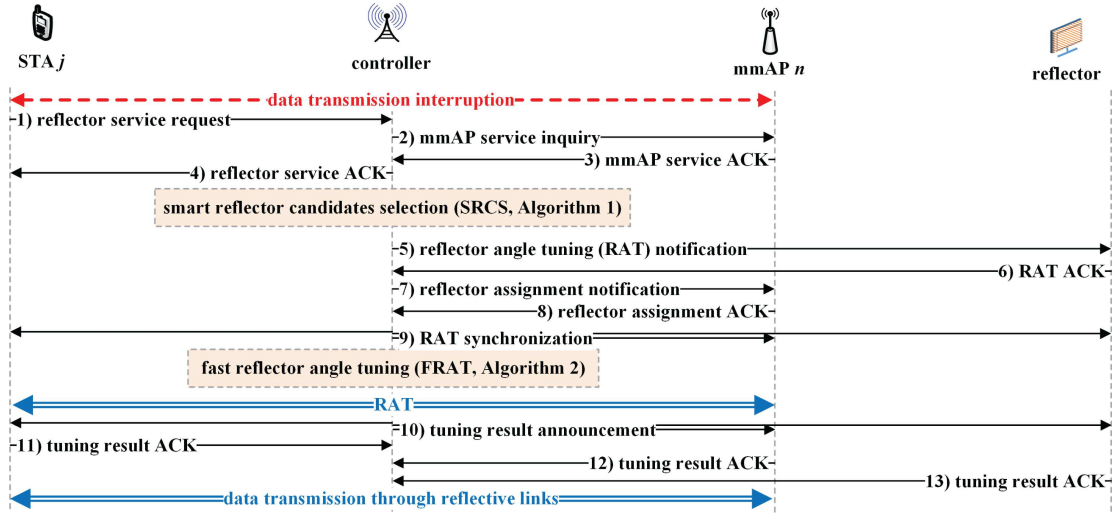 STA j
controller
mmAP n
reflector
data transmission interruption
1) reflector service request
2) mmAP service inquiry
3) mmAP service ACK
4) reflector service ACK
smart reflector candidates selection (SRCS, Algorithm 1)
5) reflector angle tuning (RAT) notification
6) RAT ACK
7) reflector assignment notification
8) reflector assignment ACK
9) RAT synchronization
fast reflector angle tuning (FRAT, Algorithm 2)
RAT
10) tuning result announcement
11) tuning result ACK
12) tuning result ACK
13) tuning result ACK
data transmission through reflective links